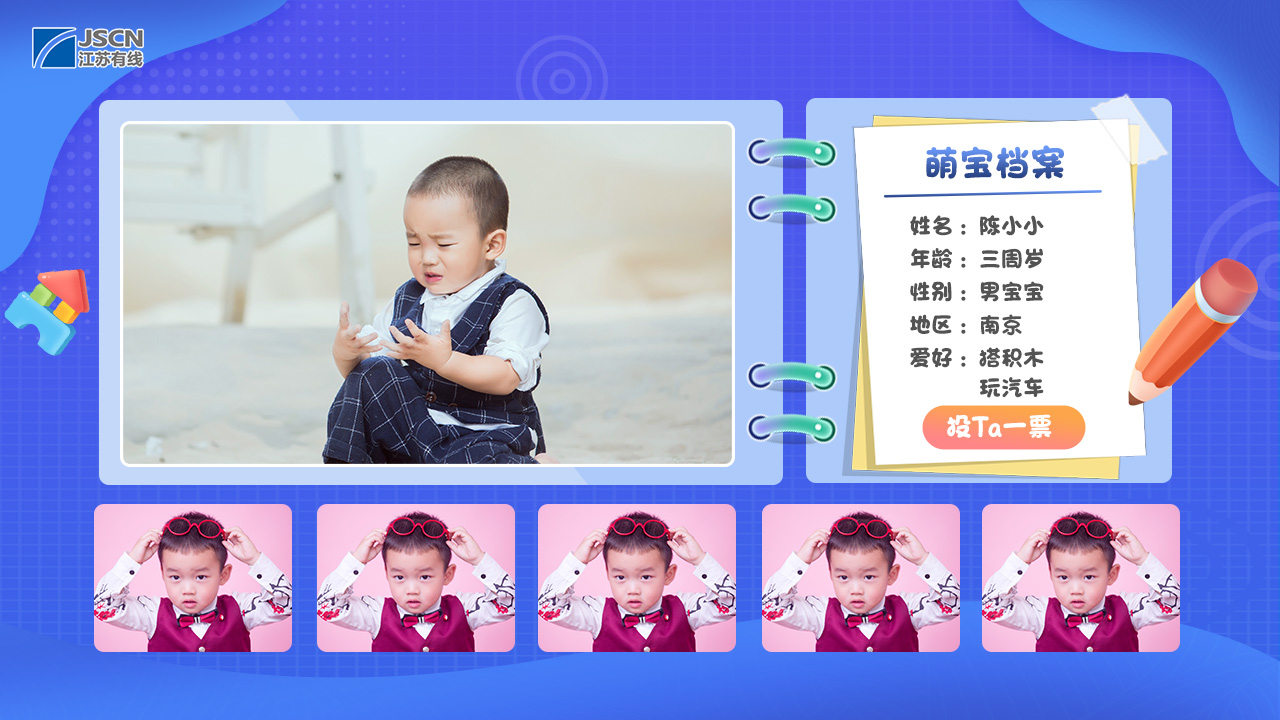 JSCN
江苏有线
萌宝档案
姓名：陈小小
年龄：三周岁
性别：男宝宝
地区：南京
爱好：搭积木
玩汽车
投Ta一票